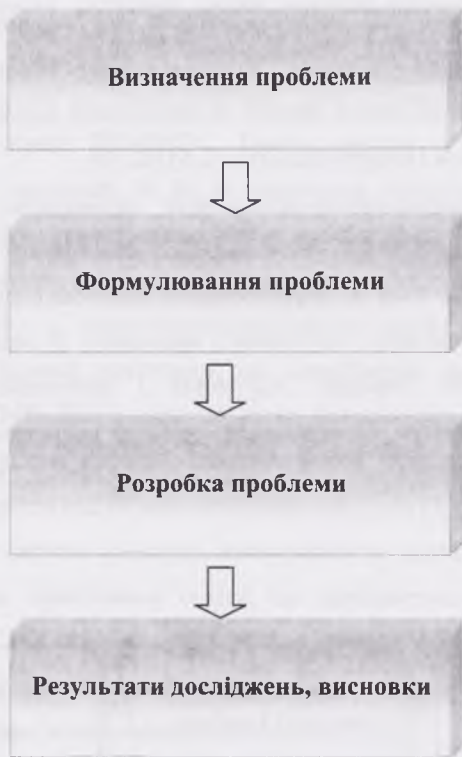 Визначення проблеми
Формулювання проблеми
Розробка проблеми
Результати досліджень, висновки